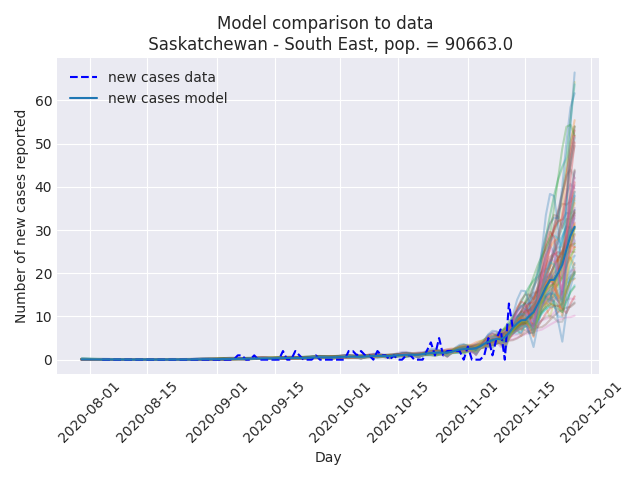 Model comparison to data
Saskatchewan - South East, pop. = 90663.0
new cases data
new cases model
Number of new cases reported
60
50
40
30
20
10
0
2020-08-01
2020-08-15
2020-09-01
2020-09-15
2020-10-01
2020-10-15
2020-11-01
2020-11-15
2020-12-01
Day